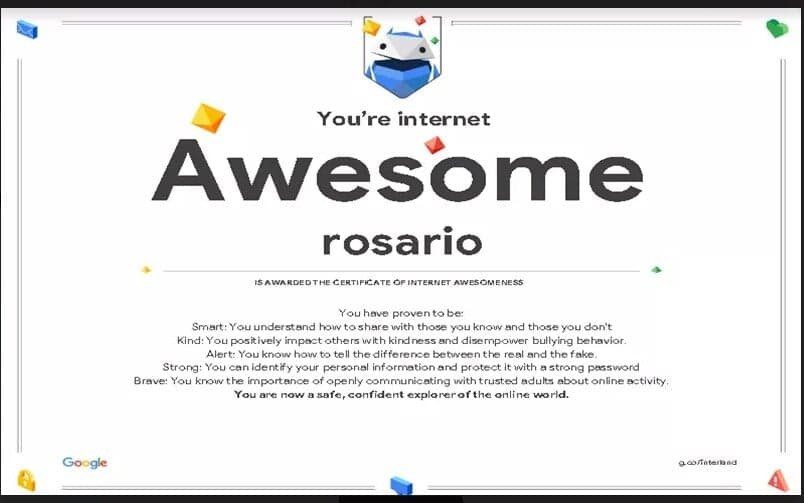 You're internet
Awesome
rosario
IS AWARDED THE CERTIFICATE OF INTERNET AWESOMENESS
You have proven to be:
Smart: You understand how to share with those you know and those you don't
Kind: You positively impact others with kindness and disempower bullying behavior.
Alert: You know how to tell the difference between the real and the fake.
Strong: You can identify your personal information and protect it with a strong password
Brave: You know the importance of openly communicating with trusted adults about online activity.
You are now a safe, confident explorer of the online world.
Google
g.co/interland